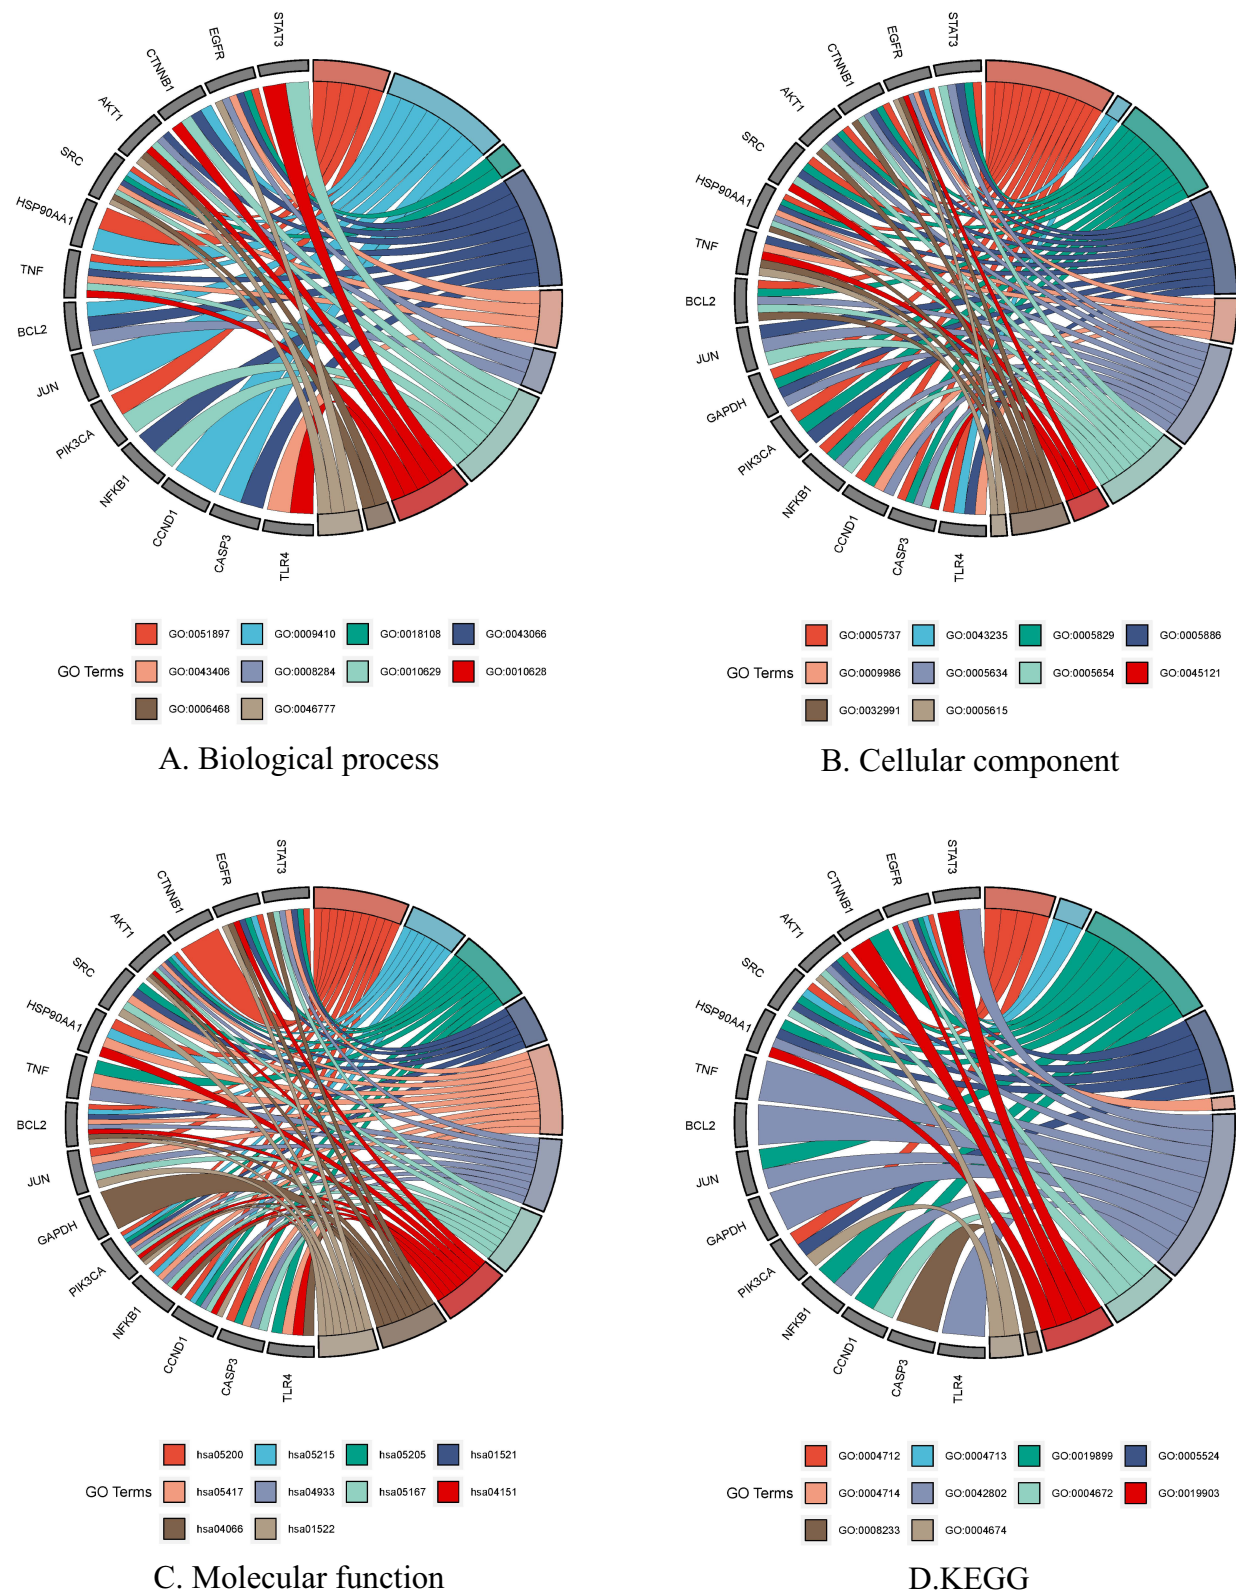 STAT3
EGFR
CTNNB1
AKT1
SRC
HSP90AA1
TNF
BCL2
JUN
PIK3CA
NFKB1
CCND1
CASP3
TLR4
GO:0051897 GO:0009410 GO:0018108 GO:0043066
GO Terms GO:0043406 GO:0008284 GO:0010629 GO:0010628
GO:0006468 GO:0046777
A. Biological process
STAT3
EGFR
CTNNB1
AKT1
SRC
HSP90AA1
TNF
BCL2
JUN
GAPDH
PIK3CA
NFKB1
CCND1
CASP3
TLR4
GO:0005737 GO:0043235 GO:0005829 GO:0005886
GO Terms GO:0009986 GO:0005634 GO:0005654 GO:0045121
GO:0032991 GO:0005615
B. Cellular component
STAT3
EGFR
CTNNB1
AKT1
SRC
HSP90AA1
TNF
BCL2
JUN
GAPDH
PIK3CA
NFKB1
CCND1
CASP3
TLR4
hsa05200 hsa05215 hsa05205 hsa01521
GO Terms hsa05417 hsa04933 hsa05167 hsa04151
hsa04066 hsa01522
C. Molecular function
STAT3
EGFR
CTNNB1
AKT1
SRC
HSP90AA1
TNF
BCL2
JUN
GAPDH
PIK3CA
NFKB1
CCND1
CASP3
TLR4
GO:0004712 GO:0004713 GO:0019899 GO:0005524
GO Terms GO:0004714 GO:0042802 GO:0004672 GO:0019903
GO:0008233 GO:0004674
D.KEGG